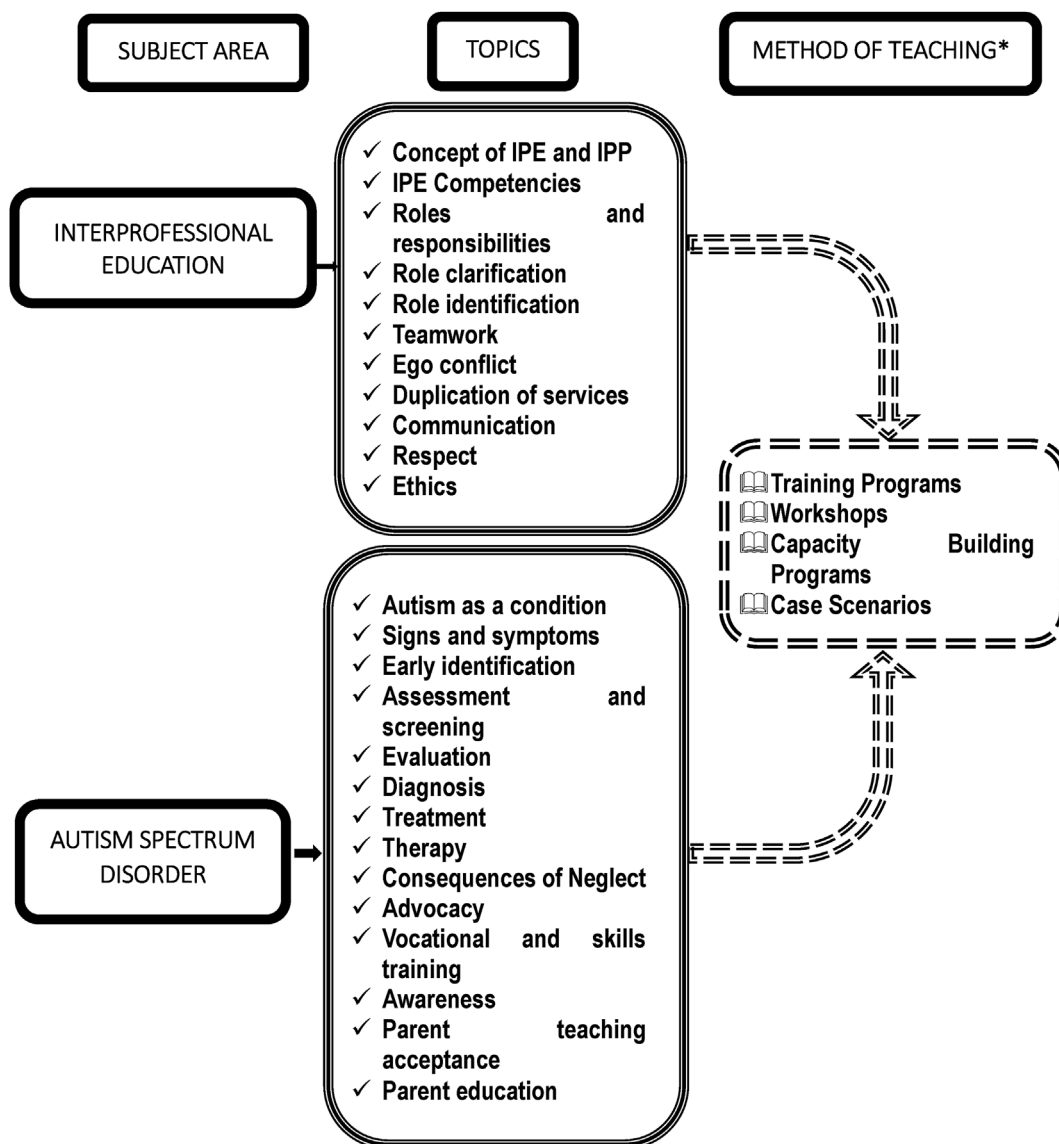 SUBJECT AREA
TOPICS
METHOD OF TEACHING*
INTERPROFESSIONAL
EDUCATION
✓ Concept of IPE and IPP
✓ IPE Competencies
✓ Roles and
responsibilities
✓ Role clarification
✓ Role identification
✓ Teamwork
✓ Ego conflict
✓ Duplication of services
✓ Communication
✓ Respect
✓ Ethics
AUTISM SPECTRUM
DISORDER
✓ Autism as a condition
✓ Signs and symptoms
✓ Early identification
✓ Assessment and
screening
✓ Evaluation
✓ Diagnosis
✓ Treatment
✓ Therapy
✓ Consequences of Neglect
✓ Advocacy
✓ Vocational and skills
training
✓ Awareness
✓ Parent teaching
acceptance
✓ Parent education
Training Programs
Workshops
Capacity Building
Programs
Case Scenarios